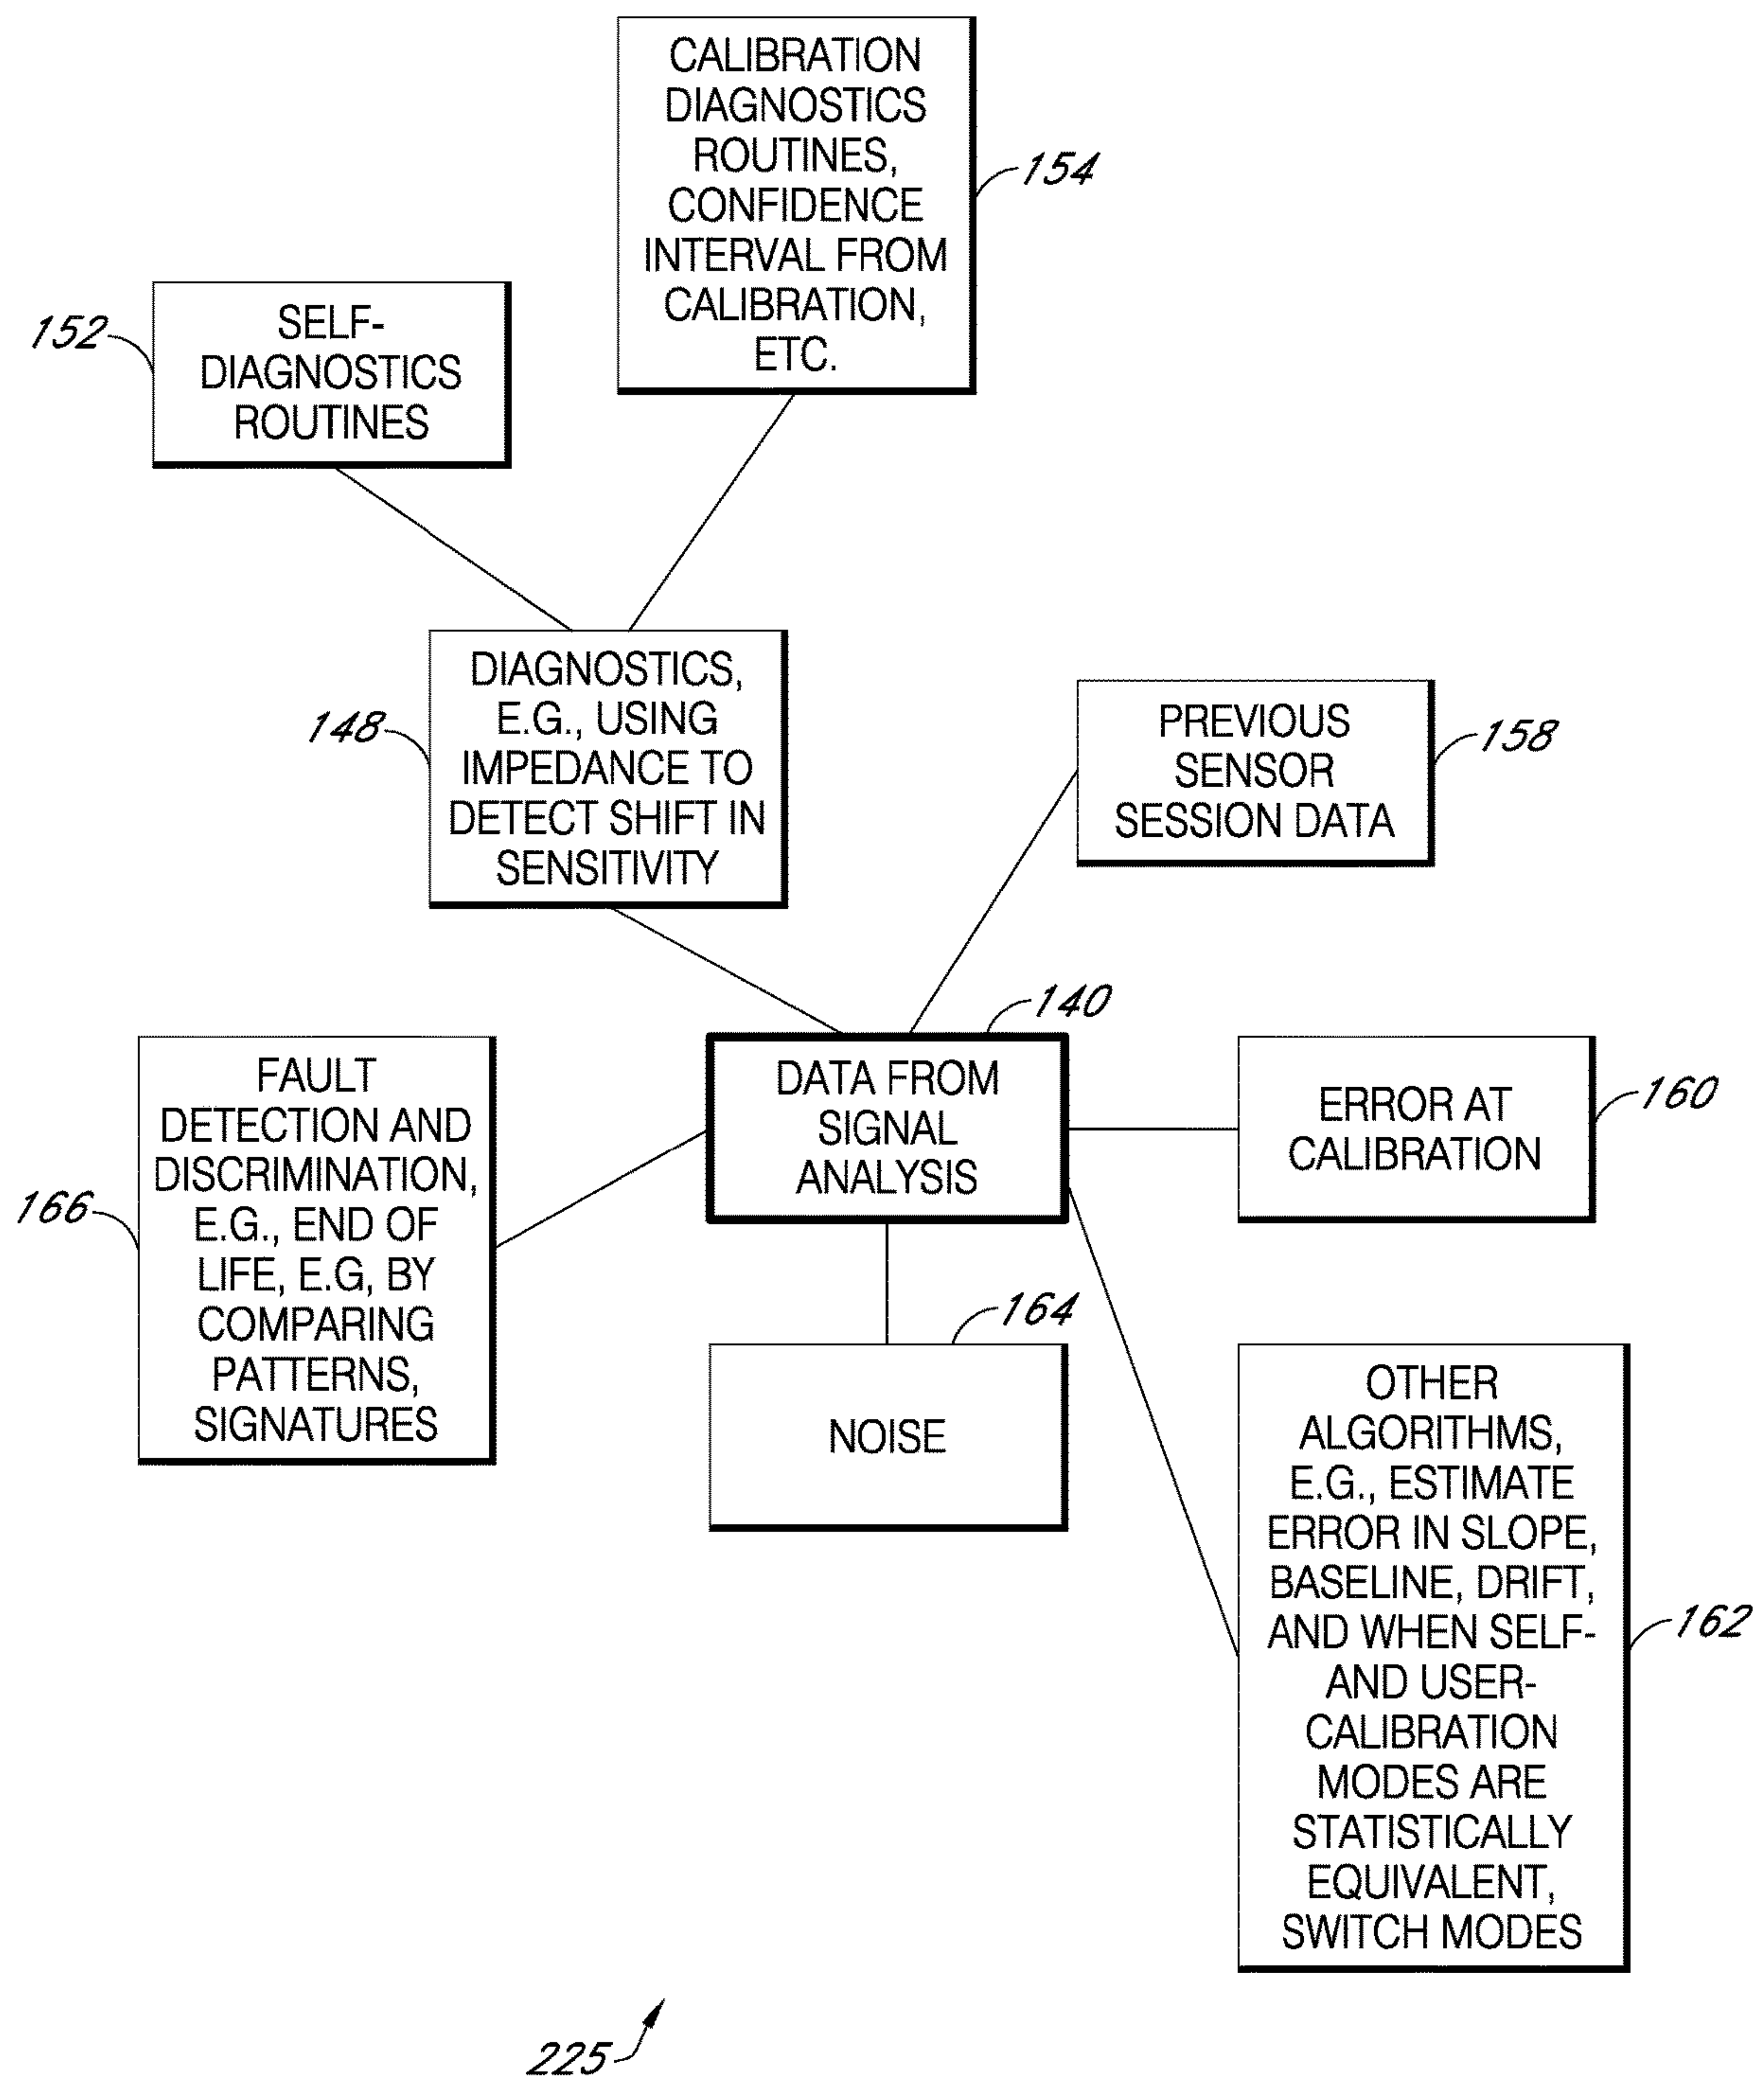 CALIBRATION
DIAGNOSTICS
ROUTINES,
CONFIDENCE
INTERVAL FROM
CALIBRATION,
ETC.
154
SELF-
DIAGNOSTICS
ROUTINES
152
DIAGNOSTICS,
E.G., USING
IMPEDANCE TO
DETECT SHIFT IN
SENSITIVITY
148
PREVIOUS
SENSOR
SESSION DATA
158
140
DATA FROM
SIGNAL
ANALYSIS
FAULT
DETECTION AND
DISCRIMINATION,
E.G., END OF
LIFE, E.G, BY
COMPARING
PATTERNS,
SIGNATURES
166
ERROR AT
CALIBRATION
160
164
NOISE
OTHER
ALGORITHMS,
E.G., ESTIMATE
ERROR IN SLOPE,
BASELINE, DRIFT,
AND WHEN SELF-
AND USER-
CALIBRATION
MODES ARE
STATISTICALLY
EQUIVALENT,
SWITCH MODES
162
225